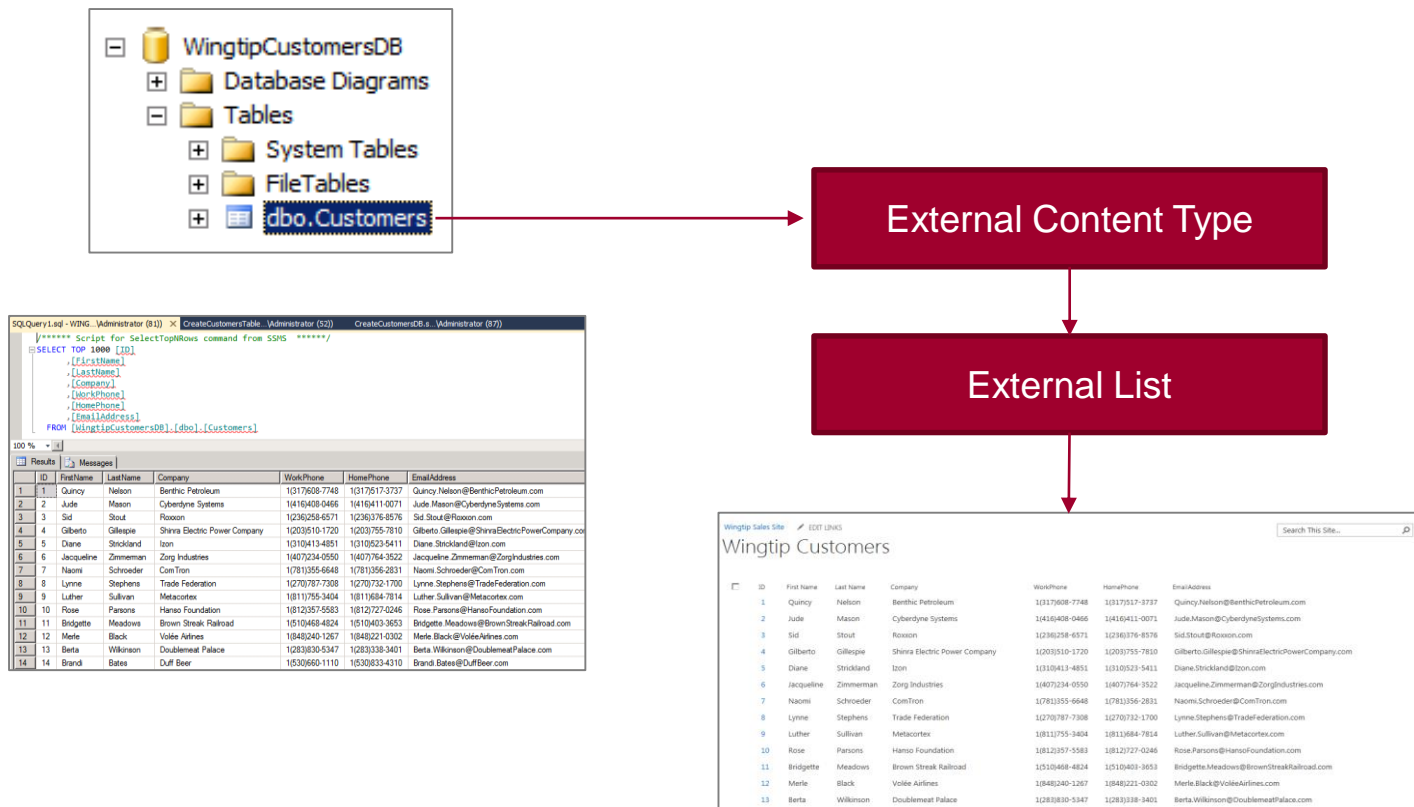 WingtipCustomersDB
Database Diagrams
Tables
System Tables
FileTables
dbo.Customers
External Content Type
External List
SQLQuery1.sql - WING...\Administrator (81)) CreateCustomersTable...\Administrator (52)) CreateCustomersDB.s...\Administrator (87))
/****** Script for SelectTopNRows command from SSMS ******/
SELECT TOP 1000 [ID]
,[FirstName]
,[LastName]
,[Company]
,[WorkPhone]
,[HomePhone]
,[EmailAddress]
FROM [WingtipCustomersDB].[dbo].[Customers]
100 %
Results Messages
ID FirstName LastName Company WorkPhone HomePhone EmailAddress
1 1 Quincy Nelson Benthic Petroleum 1(317)608-7748 1(317)517-3737 Quincy.Nelson@BenthicPetroleum.com
2 2 Jude Mason Cyberdyne Systems 1(416)408-0466 1(416)411-0071 Jude.Mason@CyberdyneSystems.com
3 3 Sid Stout Roxxon 1(236)258-6571 1(236)376-8576 Sid.Stout@Roxxon.com
4 4 Gilberto Gillespie Shinra Electric Power Company 1(203)510-1720 1(203)755-7810 Gilberto.Gillespie@ShinraElectricPowerCompany.co
5 5 Diane Strickland Izon 1(310)413-4851 1(310)523-5411 Diane.Strickland@Izon.com
6 6 Jacqueline Zimmerman Zorg Industries 1(407)234-0550 1(407)764-3522 Jacqueline.Zimmerman@ZorgIndustries.com
7 7 Naomi Schroeder ComTron 1(781)355-6648 1(781)356-2831 Naomi.Schroeder@ComTron.com
8 8 Lynne Stephens Trade Federation 1(270)787-7308 1(270)732-1700 Lynne.Stephens@TradeFederation.com
9 9 Luther Sullivan Metacortex 1(811)755-3404 1(811)684-7814 Luther.Sullivan@Metacortex.com
10 10 Rose Parsons Hanso Foundation 1(812)357-5583 1(812)727-0246 Rose.Parsons@HansoFoundation.com
11 11 Bridgette Meadows Brown Streak Railroad 1(510)468-4824 1(510)403-3653 Bridgette.Meadows@BrownStreakRailroad.com
12 12 Merle Black Volée Airlines 1(848)240-1267 1(848)221-0302 Merle.Black@VoléeAirlines.com
13 13 Berta Wilkinson Doublemeat Palace 1(283)830-5347 1(283)338-3401 Berta.Wilkinson@DoublemeatPalace.com
14 14 Brandi Bates Duff Beer 1(530)660-1110 1(530)833-4310 Brandi.Bates@DuffBeer.com
Wingtip Sales Site EDIT LINKS Search This Site...
Wingtip Customers
ID First Name Last Name Company WorkPhone HomePhone EmailAddress
1 Quincy Nelson Benthic Petroleum 1(317)608-7748 1(317)517-3737 Quincy.Nelson@BenthicPetroleum.com
2 Jude Mason Cyberdyne Systems 1(416)408-0466 1(416)411-0071 Jude.Mason@CyberdyneSystems.com
3 Sid Stout Roxxon 1(236)258-6571 1(236)376-8576 Sid.Stout@Roxxon.com
4 Gilberto Gillespie Shinra Electric Power Company 1(203)510-1720 1(203)755-7810 Gilberto.Gillespie@ShinraElectricPowerCompany.com
5 Diane Strickland Izon 1(310)413-4851 1(310)523-5411 Diane.Strickland@Izon.com
6 Jacqueline Zimmerman Zorg Industries 1(407)234-0550 1(407)764-3522 Jacqueline.Zimmerman@ZorgIndustries.com
7 Naomi Schroeder ComTron 1(781)355-6648 1(781)356-2831 Naomi.Schroeder@ComTron.com
8 Lynne Stephens Trade Federation 1(270)787-7308 1(270)732-1700 Lynne.Stephens@TradeFederation.com
9 Luther Sullivan Metacortex 1(811)755-3404 1(811)684-7814 Luther.Sullivan@Metacortex.com
10 Rose Parsons Hanso Foundation 1(812)357-5583 1(812)727-0246 Rose.Parsons@HansoFoundation.com
11 Bridgette Meadows Brown Streak Railroad 1(510)468-4824 1(510)403-3653 Bridgette.Meadows@BrownStreakRailroad.com
12 Merle Black Volée Airlines 1(848)240-1267 1(848)221-0302 Merle.Black@VoléeAirlines.com
13 Berta Wilkinson Doublemeat Palace 1(283)830-5347 1(283)338-3401 Berta.Wilkinson@DoublemeatPalace.com